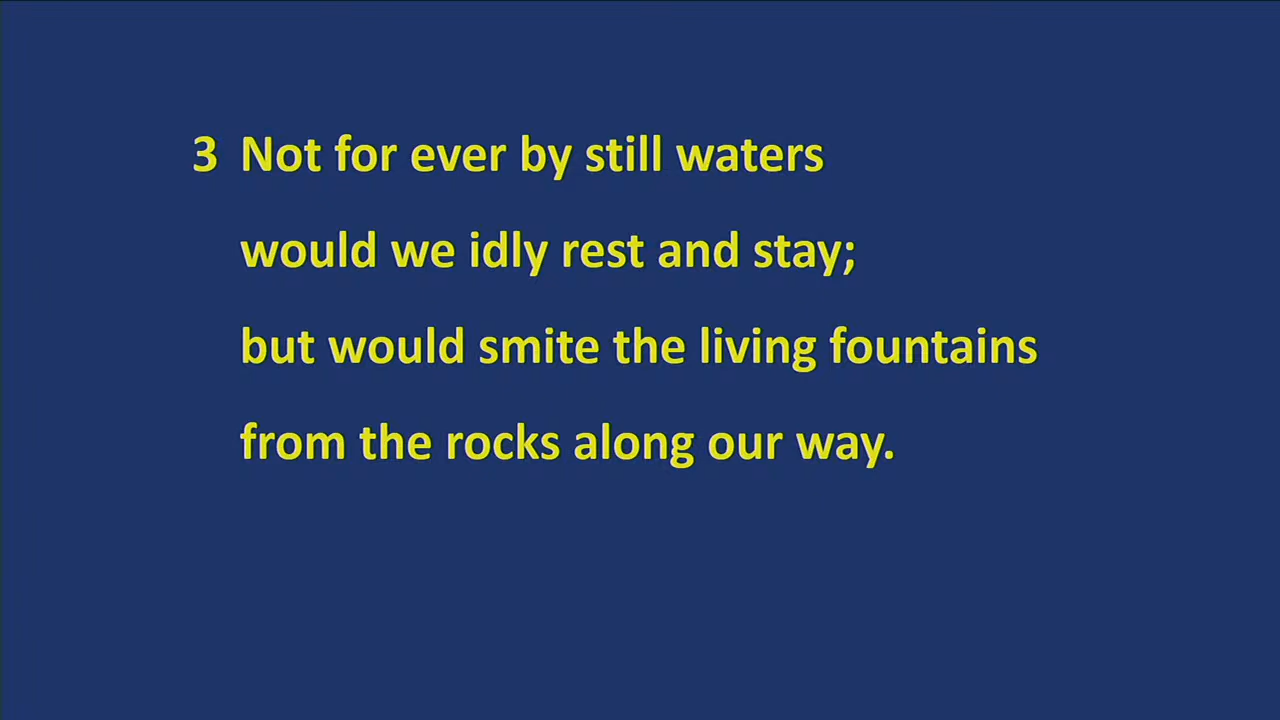 3 Not for ever by still waters
would we idly rest and stay;
but would smite the living fountains
from the rocks along our way.